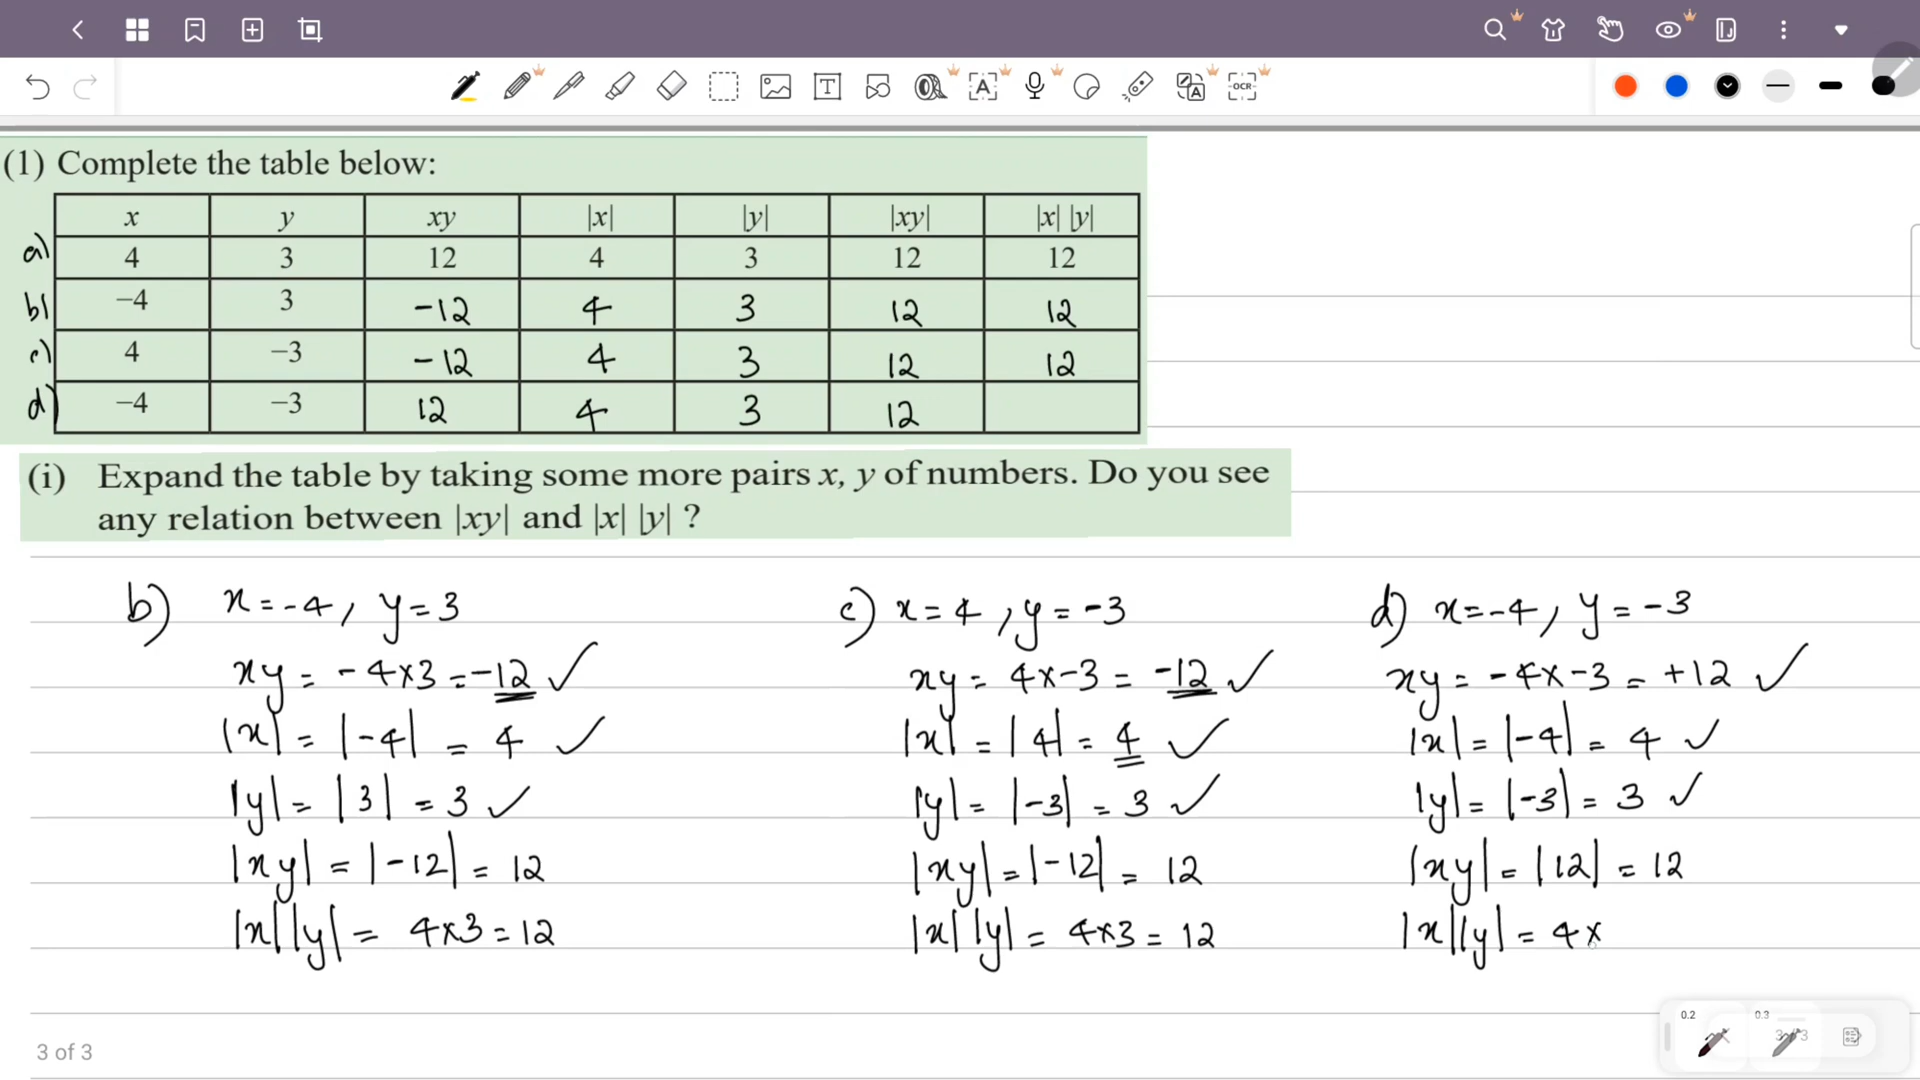 OCR
(1) Complete the table below:
x y xy |x| |y| |xy| |x| |y|
a) 4 3 12 4 3 12 12
b) −4 3 -12 4 3 12 12
c) 4 −3 -12 4 3 12 12
d) −4 −3 12 4 3 12
(i) Expand the table by taking some more pairs x, y of numbers. Do you see
any relation between |xy| and |x| |y| ?
b) x = -4, y = 3
xy = -4×3 = -12 ✓
|x| = |-4| = 4 ✓
|y| = |3| = 3 ✓
|xy| = |-12| = 12
|x||y| = 4×3 = 12
c) x = 4, y = -3
xy = 4×-3 = -12 ✓
|x| = |4| = 4 ✓
|y| = |-3| = 3 ✓
|xy| = |-12| = 12
|x||y| = 4×3 = 12
d) x = -4, y = -3
xy = -4×-3 = +12 ✓
|x| = |-4| = 4 ✓
|y| = |-3| = 3 ✓
|xy| = |12| = 12
|x||y| = 4×
3 of 3
0.2 0.3